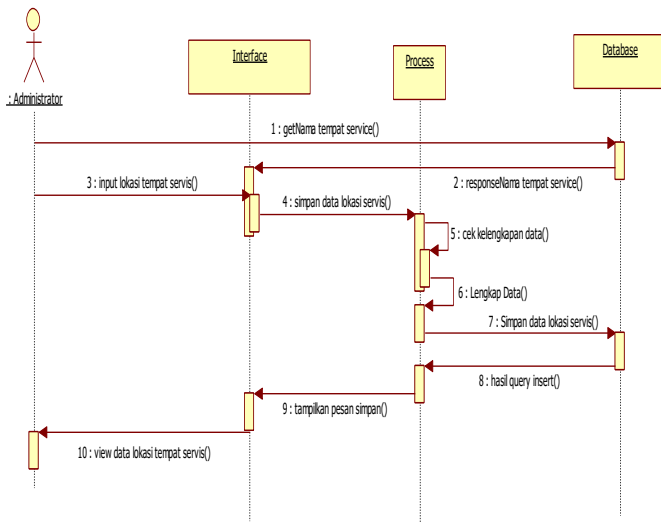 Interface
Process
Database
: Administrator
1 : getNama tempat service()
2 : responseNama tempat service()
3 : input lokasi tempat servis()
4 : simpan data lokasi servis()
5 : cek kelengkapan data()
6 : Lengkap Data()
7 : Simpan data lokasi servis()
8 : hasil query insert()
9 : tampilkan pesan simpan()
10 : view data lokasi tempat servis()